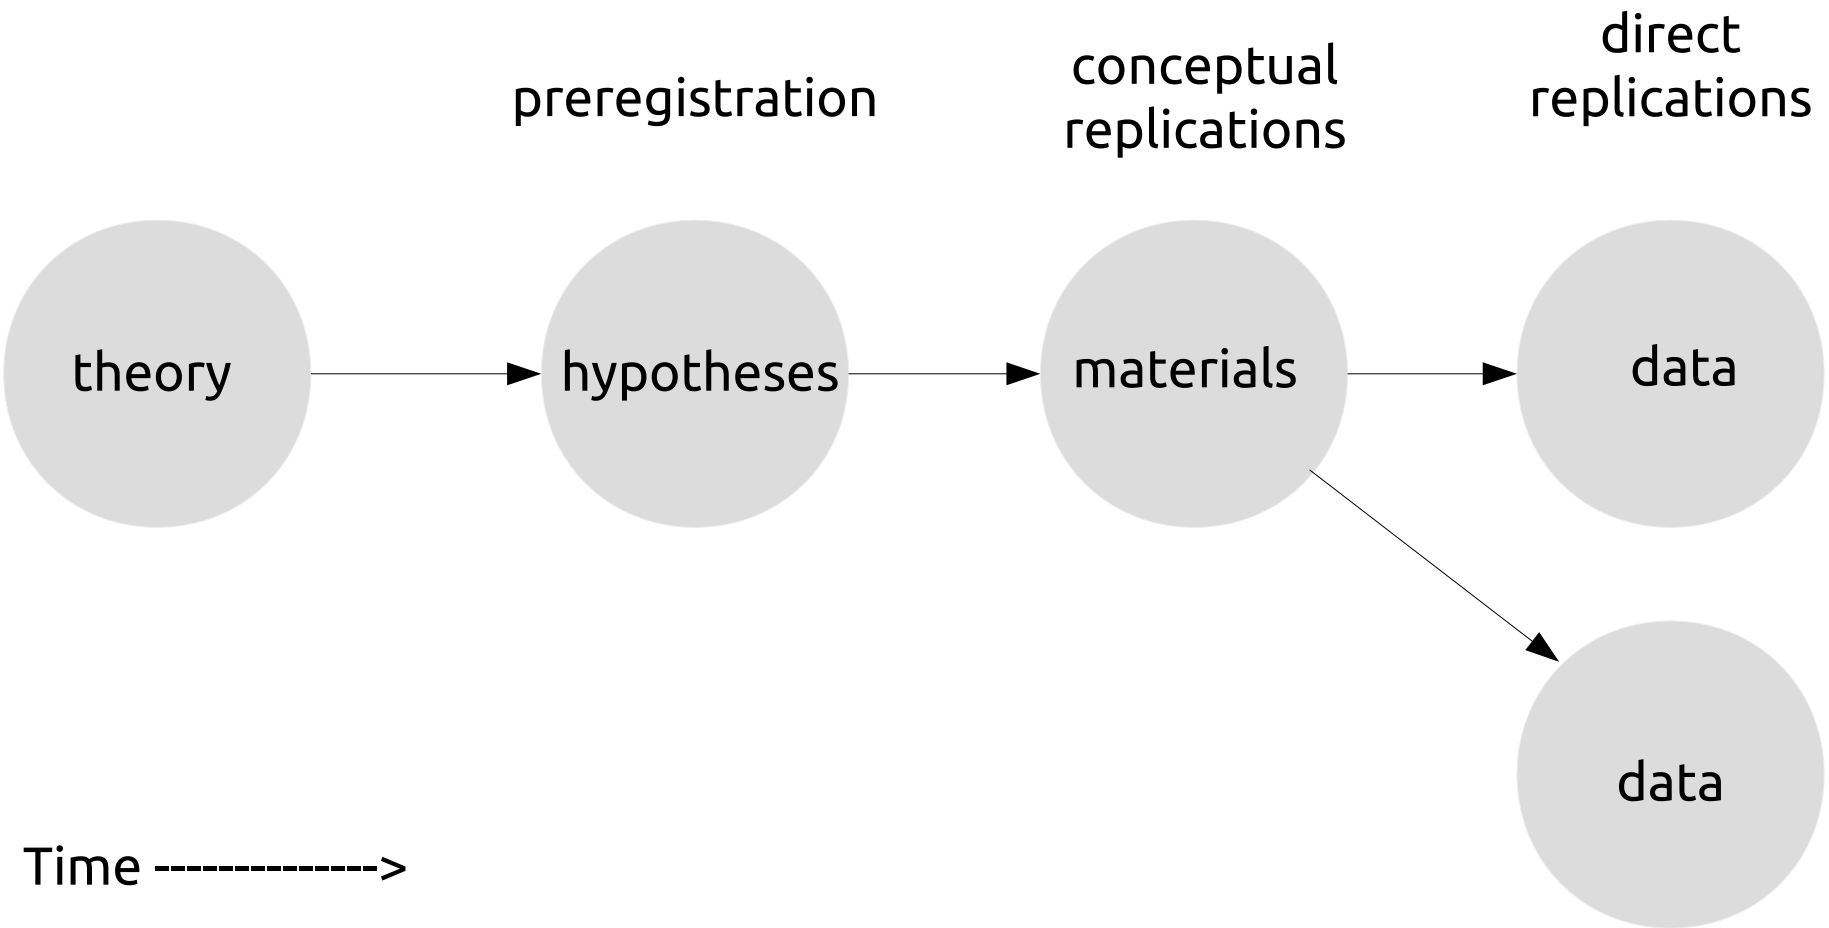 preregistration
conceptual
replications
direct
replications
theory
hypotheses
materials
data
data
Time -------------->